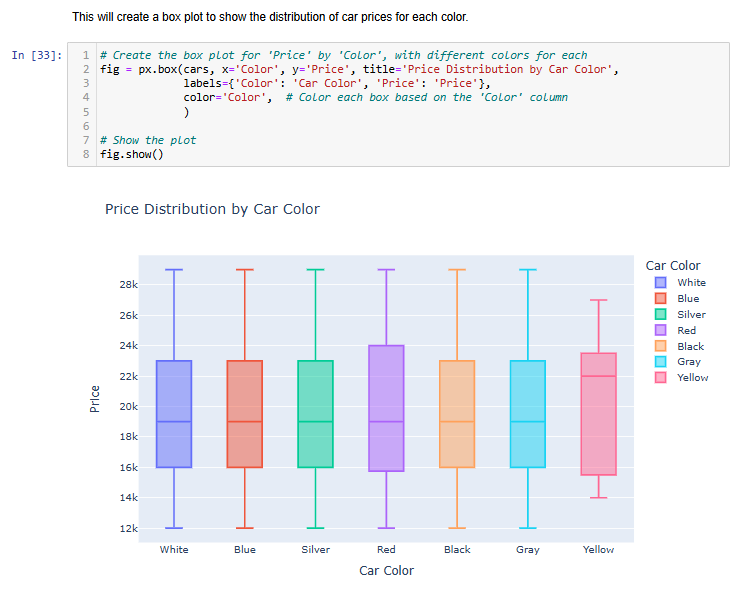 This will create a box plot to show the distribution of car prices for each color.
In [33]:
1 # Create the box plot for 'Price' by 'Color', with different colors for each
2 fig = px.box(cars, x='Color', y='Price', title='Price Distribution by Car Color',
3 labels={'Color': 'Car Color', 'Price': 'Price'},
4 color='Color', # Color each box based on the 'Color' column
5 )
6
7 # Show the plot
8 fig.show()
Price Distribution by Car Color
Car Color
White
Blue
Silver
Red
Black
Gray
Yellow
28k
26k
24k
22k
20k
18k
16k
14k
12k
Price
White Blue Silver Red Black Gray Yellow
Car Color